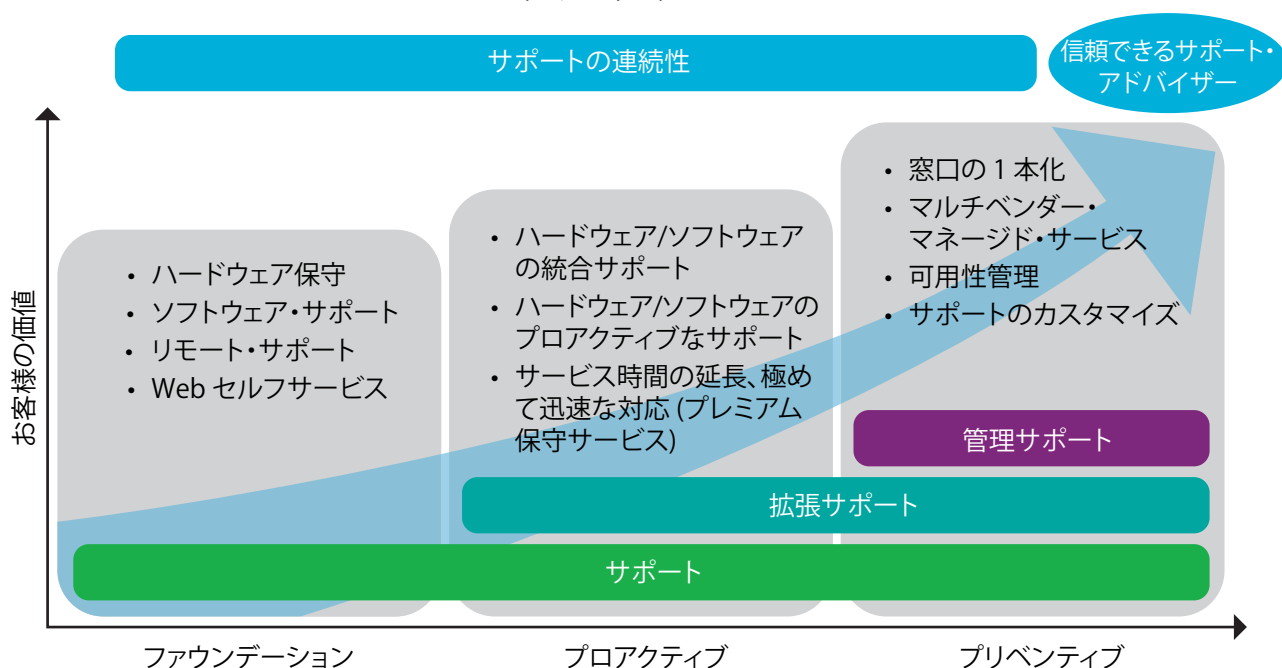 サポートの連続性
信頼できるサポート・
アドバイザー
お客様の価値
• ハードウェア保守
• ソフトウェア・サポート
• リモート・サポート
• Web セルフサービス
• ハードウェア/ソフトウェア
の統合サポート
• ハードウェア/ソフトウェアの
プロアクティブなサポート
• サービス時間の延長、極め
て迅速な対応 (プレミアム
保守サービス)
• 窓口の 1 本化
• マルチベンダー・
マネージド・サービス
• 可用性管理
• サポートのカスタマイズ
管理サポート
拡張サポート
サポート
ファウンデーション
プロアクティブ
プリベンティブ